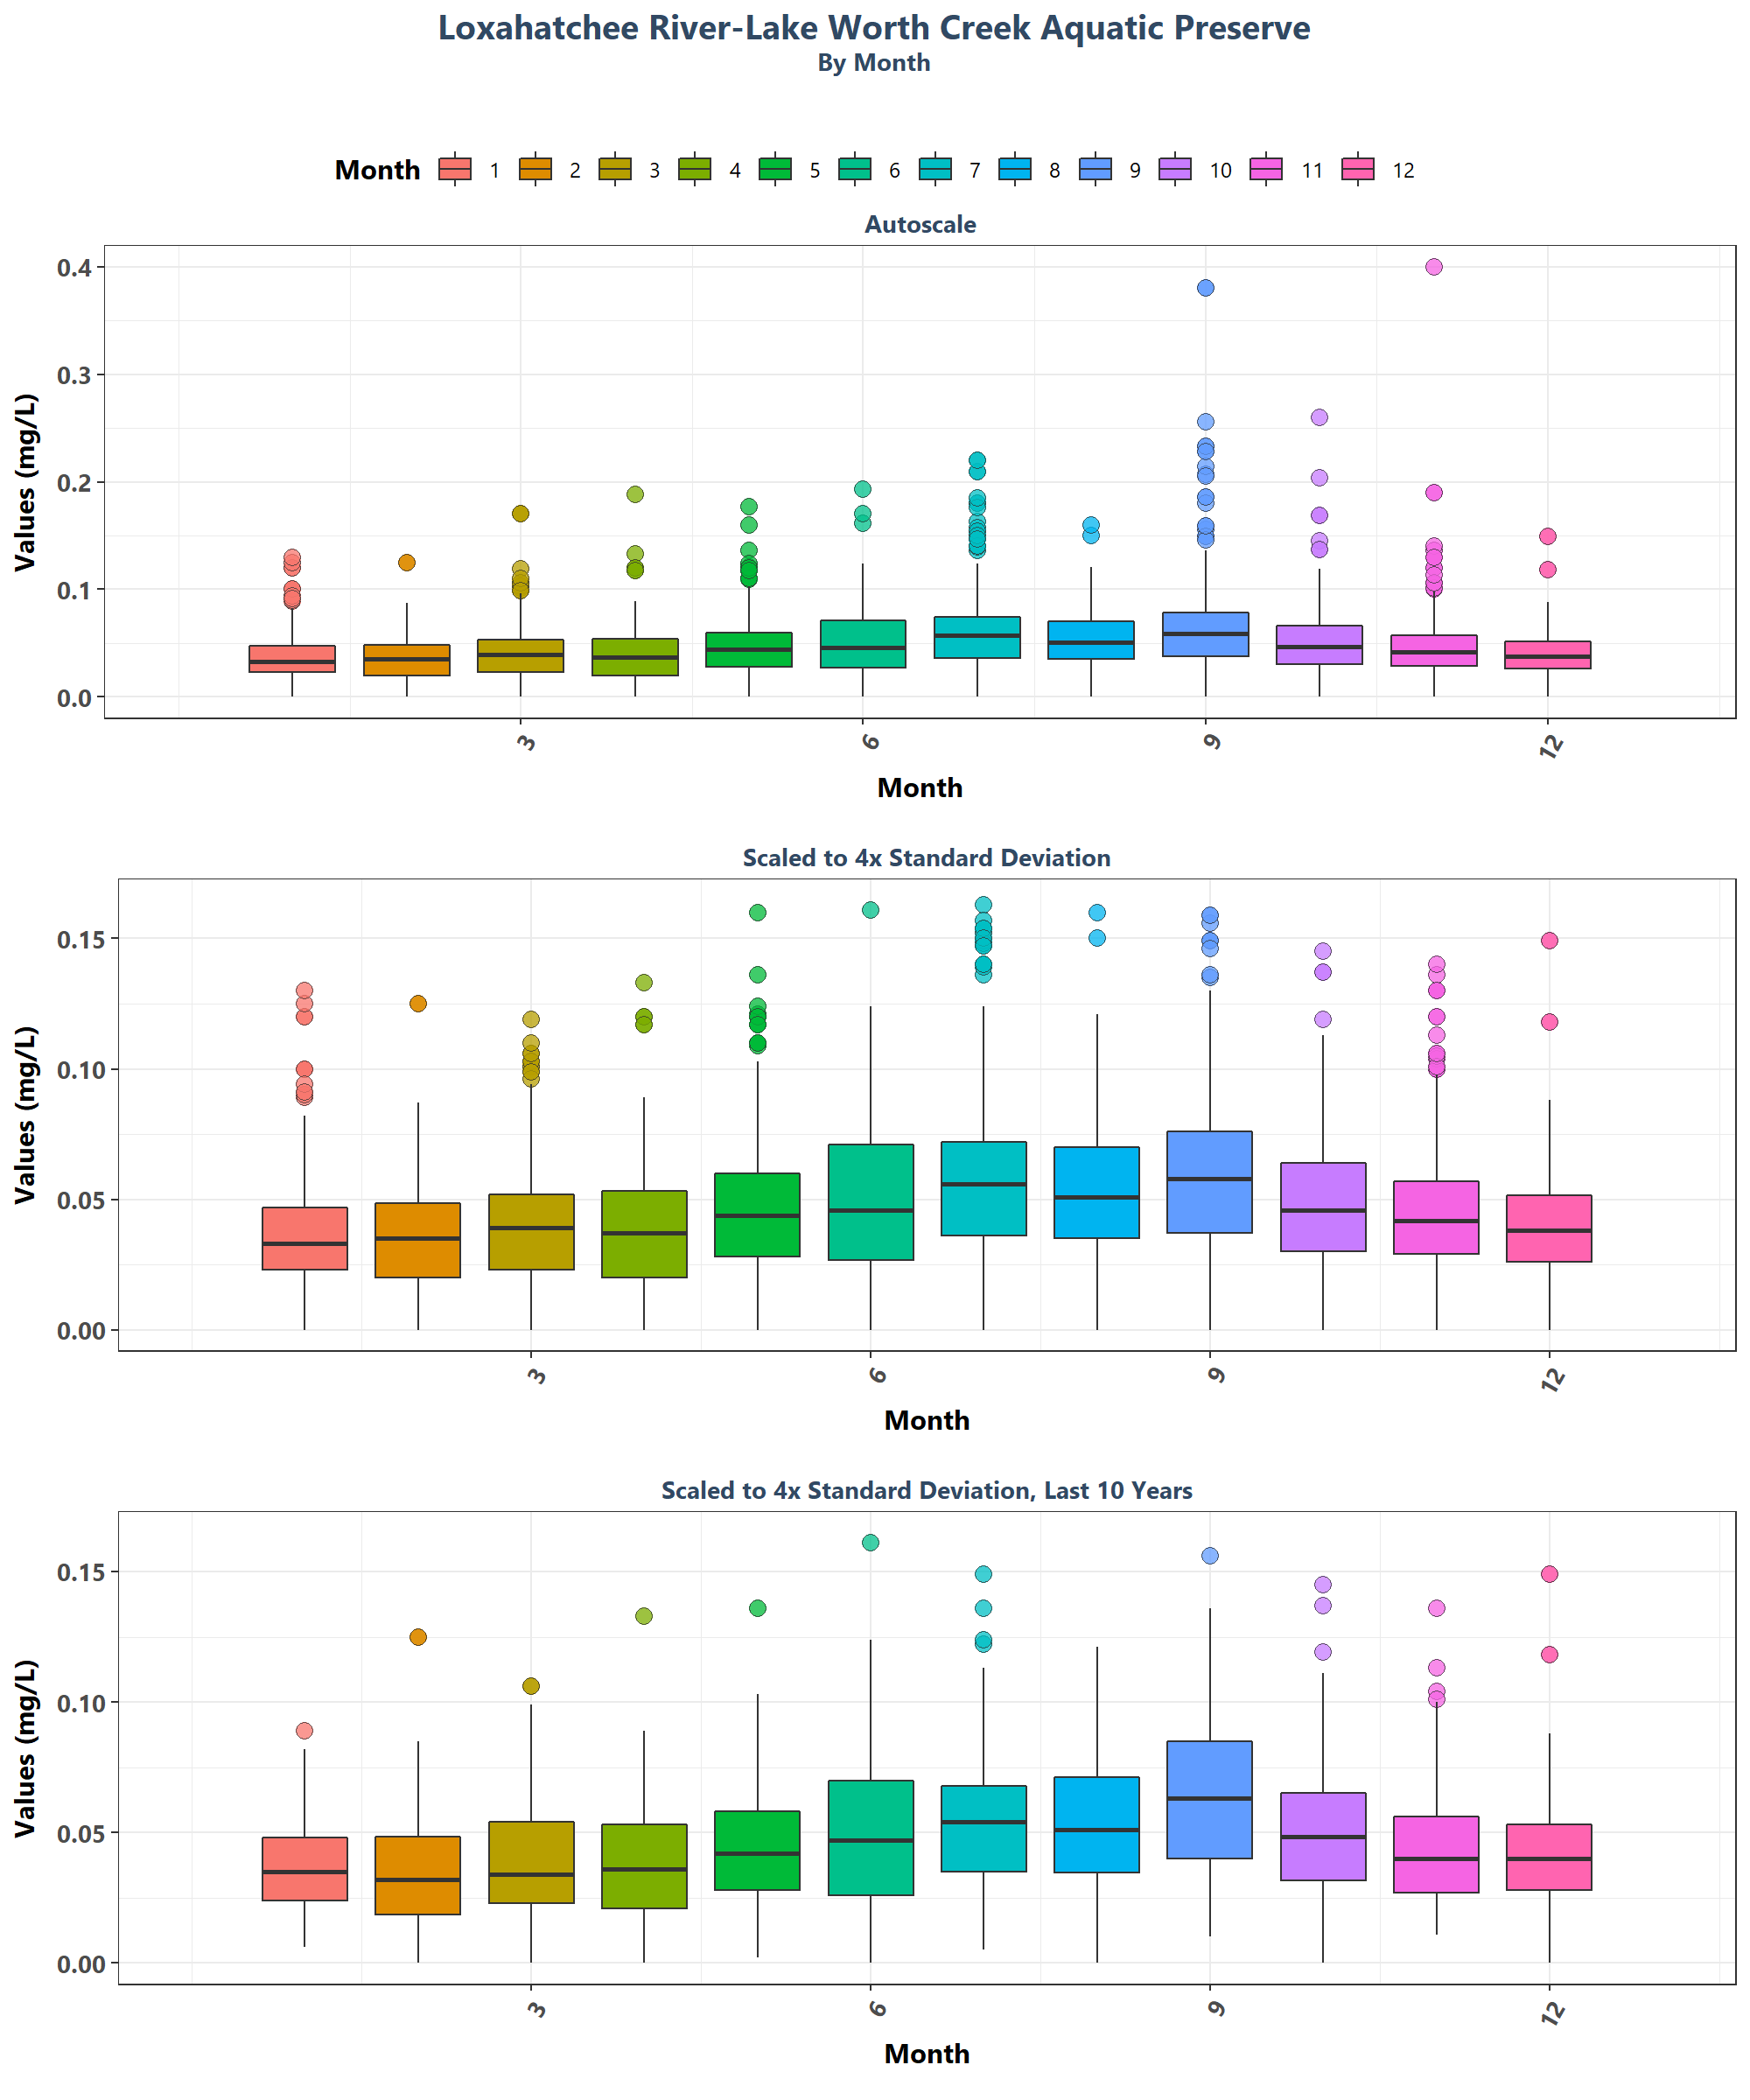 Loxahatchee River-Lake Worth Creek Aquatic Preserve
By Month
Month 1 2 3 4 5 6 7 8 9 10 11 12
Autoscale
Values (mg/L)
0.4
0.3
0.2
0.1
0.0
3 6 9 12
Month
Scaled to 4x Standard Deviation
Values (mg/L)
0.15
0.10
0.05
0.00
3 6 9 12
Month
Scaled to 4x Standard Deviation, Last 10 Years
Values (mg/L)
0.15
0.10
0.05
0.00
3 6 9 12
Month